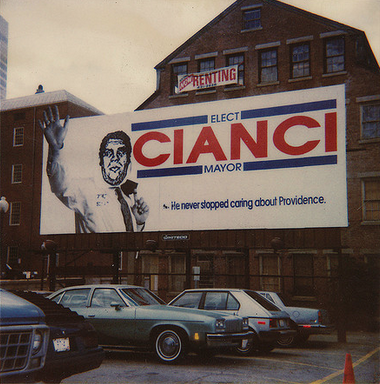 RENTING
ELECT
CIANCI
MAYOR
He never stopped caring about Providence.